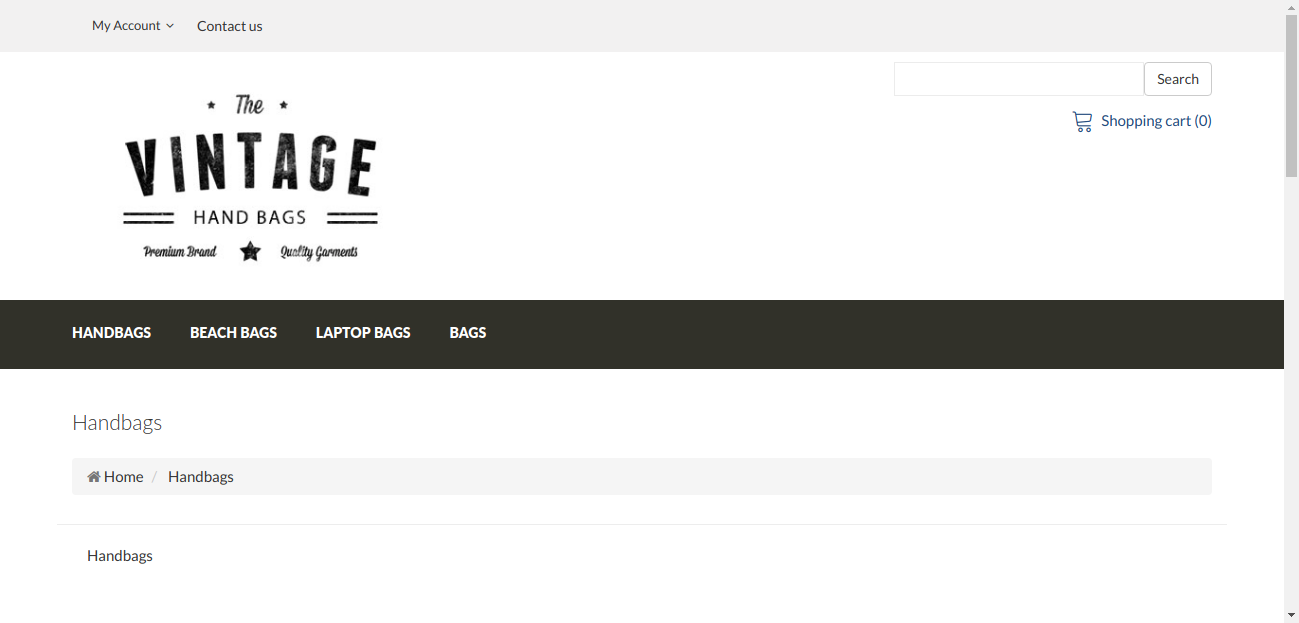 My Account
Contact us
Search
Shopping cart (0)
The
VINTAGE
HAND BAGS
Premium Brand Quality Garments
HANDBAGS BEACH BAGS LAPTOP BAGS BAGS
Handbags
Home / Handbags
Handbags